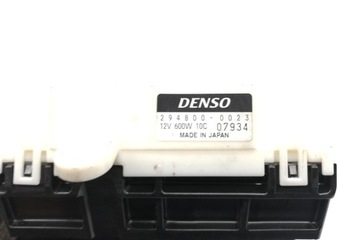 DENSO
294800-0023
12V 600W 10C 07934
MADE IN JAPAN